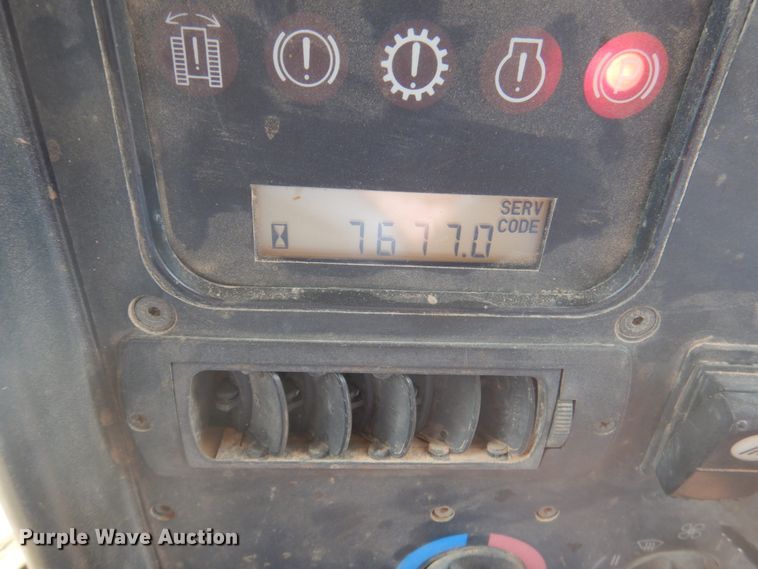 P
SERV
7677.0 CODE
Purple Wave Auction®